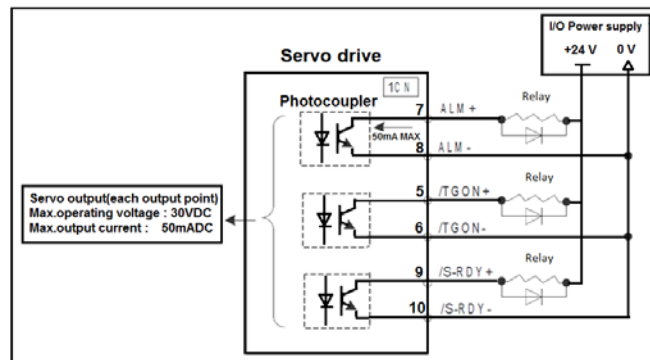 I/O Power supply
+24 V 0 V
Servo drive
1CN
Photocoupler
Relay
7 ALM+
50mA MAX
8 ALM-
Relay
5 /TGON+
6 /TGON-
Servo output(each output point)
Max.operating voltage : 30VDC
Max.output current : 50mADC
Relay
9 /S-RDY+
10 /S-RDY-